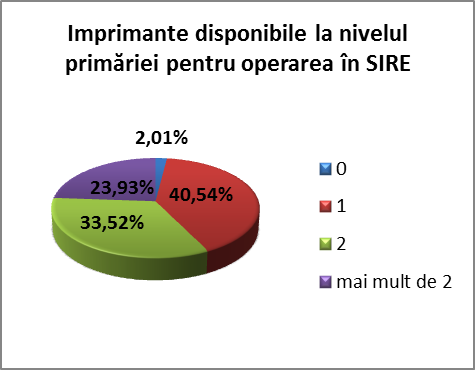 Imprimante disponibile la nivelul
primăriei pentru operarea în SIRE
2,01%
23,93%
40,54%
33,52%
0
1
2
mai mult de 2